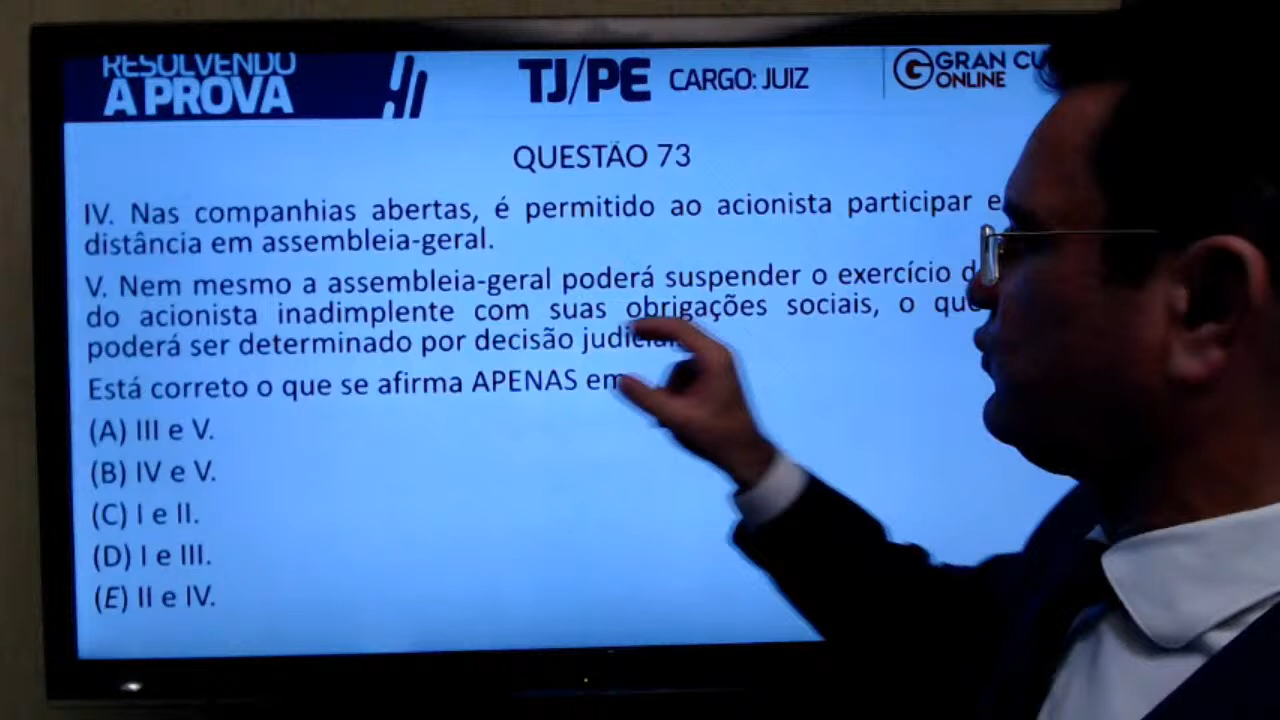 RESOLVENDO
A PROVA
TJ/PE CARGO: JUIZ
GRAN
ONLINE
QUESTÃO 73
IV. Nas companhias abertas, é permitido ao acionista participar
distância em assembleia-geral.
V. Nem mesmo a assembleia-geral poderá suspender o exercício
do acionista inadimplente com suas obrigações sociais, o
poderá ser determinado por decisão judicial.
Está correto o que se afirma APENAS em
(A) III e V.
(B) IV e V.
(C) I e II.
(D) I e III.
(E) II e IV.